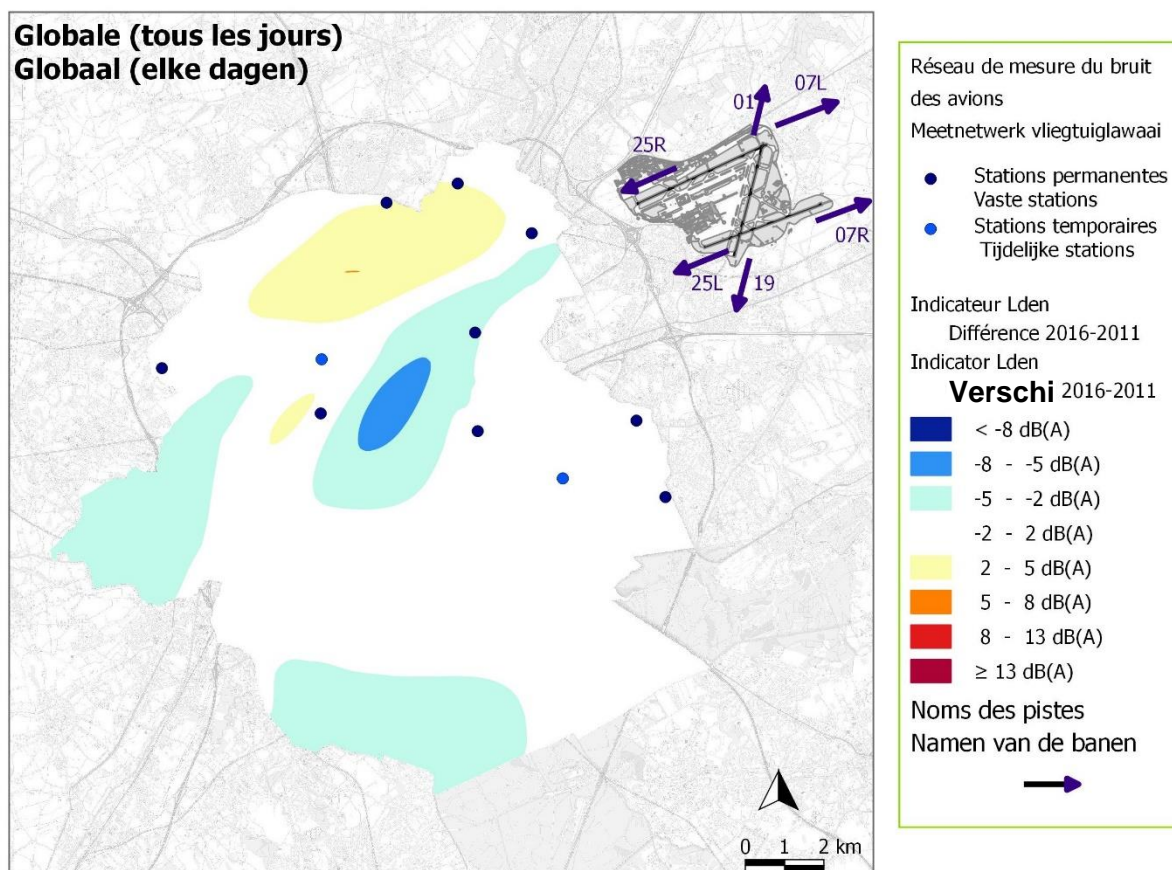 Globale (tous les jours)
Globaal (elke dagen)
01
07L
25R
07R
25L
19
0 1 2 km
Réseau de mesure du bruit
des avions
Meetnetwerk vliegtuiglawaai
Stations permanentes
Vaste stations
Stations temporaires
Tijdelijke stations
Indicateur Lden
Différence 2016-2011
Indicator Lden
Verschi 2016-2011
< -8 dB(A)
-8 - -5 dB(A)
-5 - -2 dB(A)
-2 - 2 dB(A)
2 - 5 dB(A)
5 - 8 dB(A)
8 - 13 dB(A)
≥ 13 dB(A)
Noms des pistes
Namen van de banen